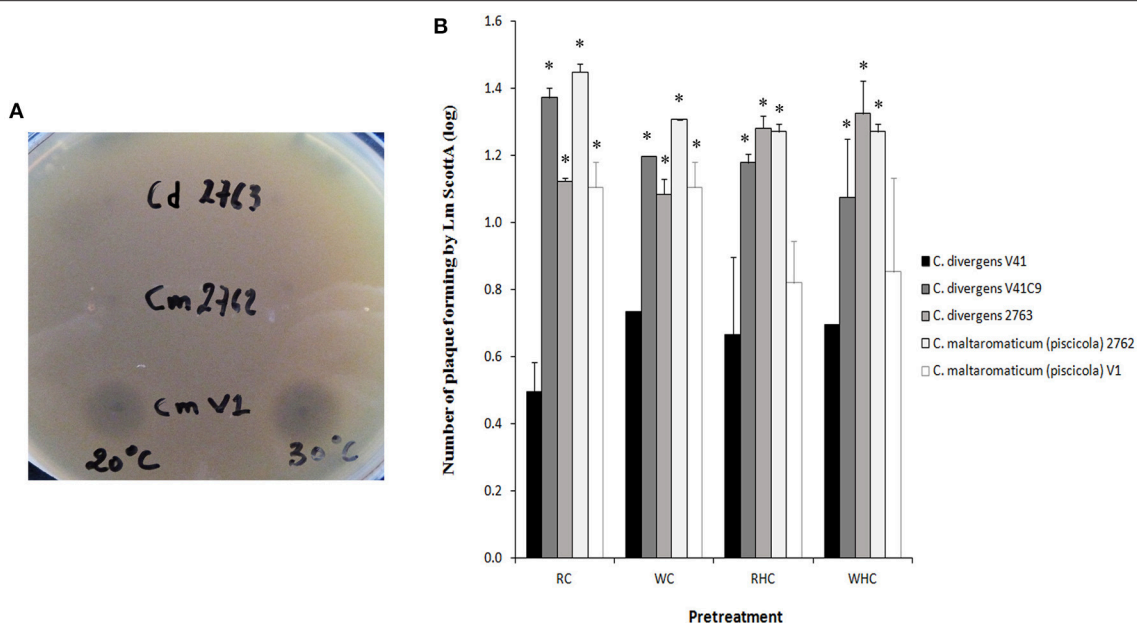 A
Cd 2763
Cm 2762
Cm V1
20°C
30°C
B
Number of plaque forming by Lm ScottA (log)
1.6
1.4
1.2
1.0
0.8
0.6
0.4
0.2
0.0
* * * *
* * * *
* * *
* * *
RC WC RHC WHC
Pretreatment
C. divergens V41
C. divergens V41C9
C. divergens 2763
C. maltaromaticum (piscicola) 2762
C. maltaromaticum (piscicola) V1